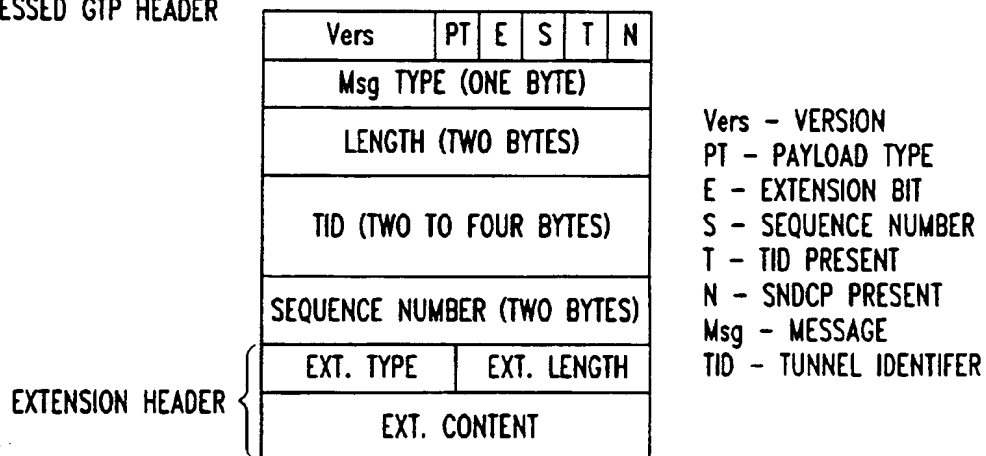 GTP HEADER
Vers PT E S T N
Msg TYPE (ONE BYTE)
LENGTH (TWO BYTES)
TID (TWO TO FOUR BYTES)
SEQUENCE NUMBER (TWO BYTES)
EXT. TYPE EXT. LENGTH
EXTENSION HEADER
EXT. CONTENT
Vers - VERSION
PT - PAYLOAD TYPE
E - EXTENSION BIT
S - SEQUENCE NUMBER
T - TID PRESENT
N - SNDCP PRESENT
Msg - MESSAGE
TID - TUNNEL IDENTIFER